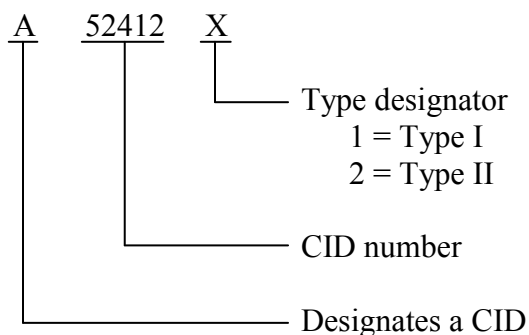 A 52412 X
Type designator
1 = Type I
2 = Type II
CID number
Designates a CID